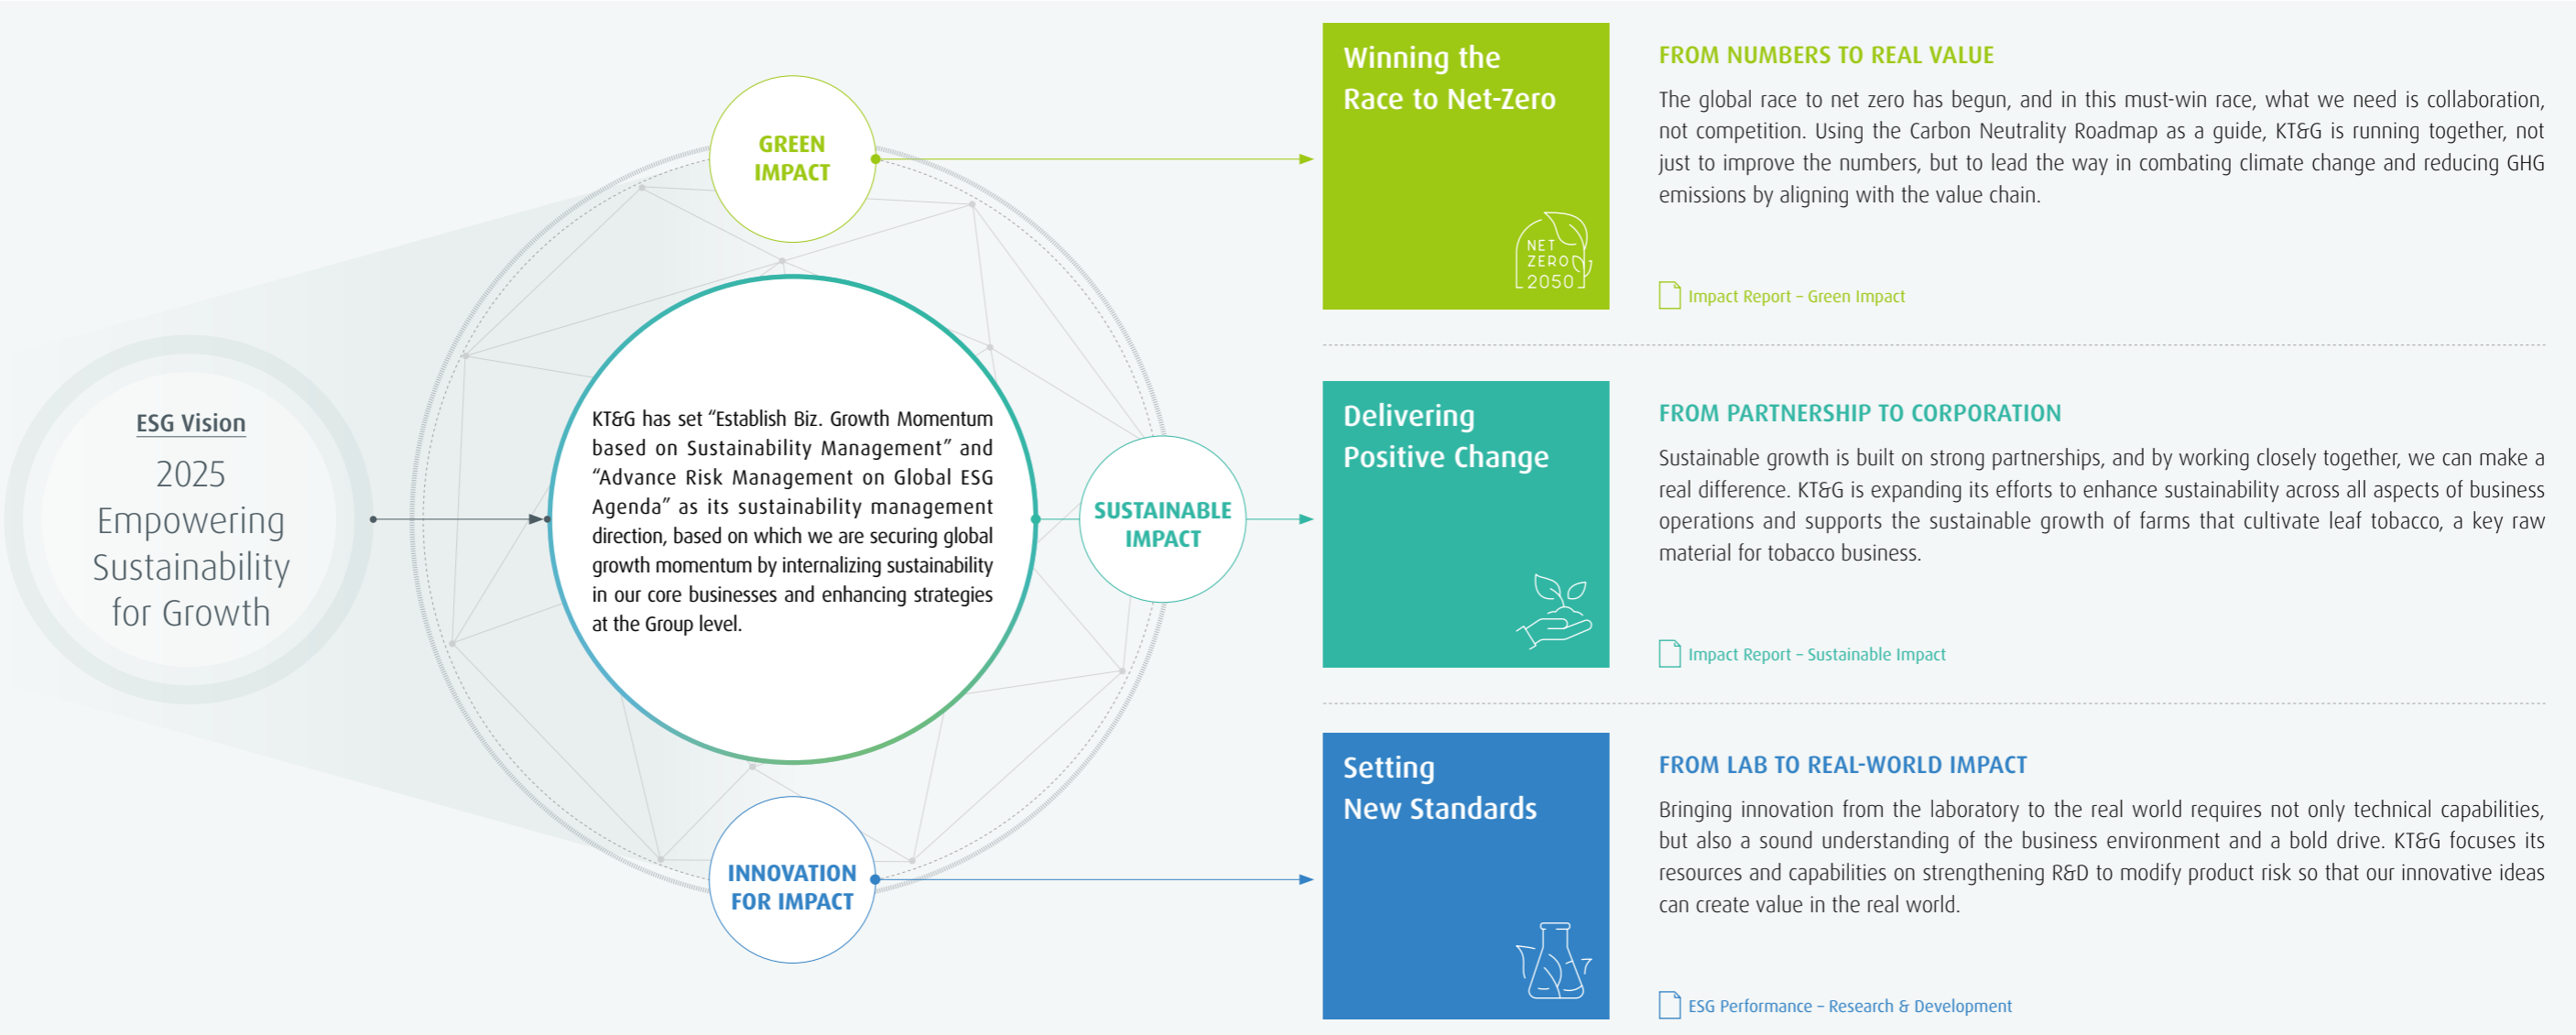 ESG Vision
2025
Empowering
Sustainability
for Growth
GREEN
IMPACT
KT&G has set “Establish Biz. Growth Momentum
based on Sustainability Management” and
“Advance Risk Management on Global ESG
Agenda” as its sustainability management
direction, based on which we are securing global
growth momentum by internalizing sustainability
in our core businesses and enhancing strategies
at the Group level.
SUSTAINABLE
IMPACT
INNOVATION
FOR IMPACT
Winning the
Race to Net-Zero
NET
ZERO
2050
FROM NUMBERS TO REAL VALUE
The global race to net zero has begun, and in this must-win race, what we need is collaboration,
not competition. Using the Carbon Neutrality Roadmap as a guide, KT&G is running together, not
just to improve the numbers, but to lead the way in combating climate change and reducing GHG
emissions by aligning with the value chain.
Impact Report – Green Impact
Delivering
Positive Change
FROM PARTNERSHIP TO CORPORATION
Sustainable growth is built on strong partnerships, and by working closely together, we can make a
real difference. KT&G is expanding its efforts to enhance sustainability across all aspects of business
operations and supports the sustainable growth of farms that cultivate leaf tobacco, a key raw
material for tobacco business.
Impact Report – Sustainable Impact
Setting
New Standards
FROM LAB TO REAL-WORLD IMPACT
Bringing innovation from the laboratory to the real world requires not only technical capabilities,
but also a sound understanding of the business environment and a bold drive. KT&G focuses its
resources and capabilities on strengthening R&D to modify product risk so that our innovative ideas
can create value in the real world.
ESG Performance – Research & Development